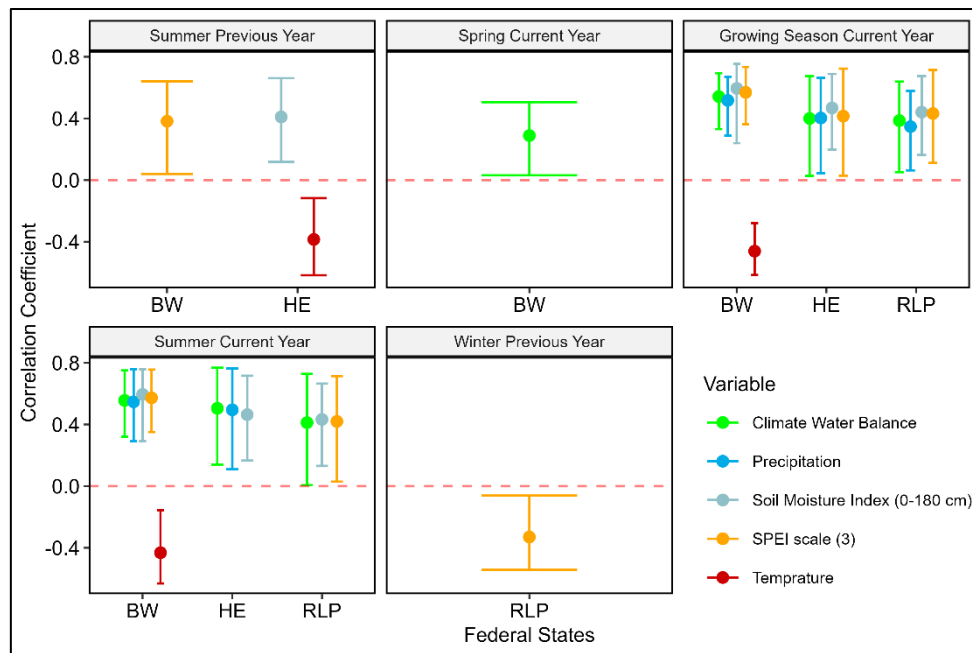 Summer Previous Year
Spring Current Year
Growing Season Current Year
0.8
0.4
0.0
-0.4
BW HE
BW
BW HE RLP
Correlation Coefficient
Summer Current Year
Winter Previous Year
0.8
0.4
0.0
-0.4
BW HE RLP
RLP
Federal States
Variable
Climate Water Balance
Precipitation
Soil Moisture Index (0-180 cm)
SPEI scale (3)
Temprature